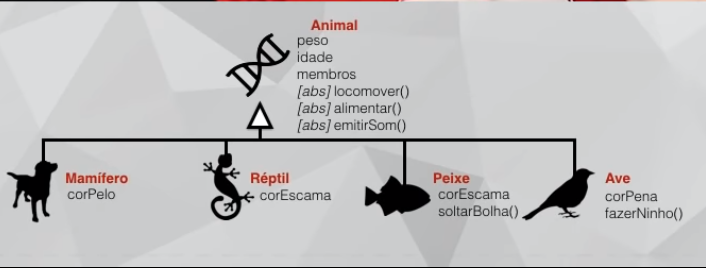 Animal
peso
idade
membros
[abs] locomover()
[abs] alimentar()
[abs] emitirSom()
Mamífero
corPelo
Réptil
corEscama
Peixe
corEscama
soltarBolha()
Ave
corPena
fazerNinho()